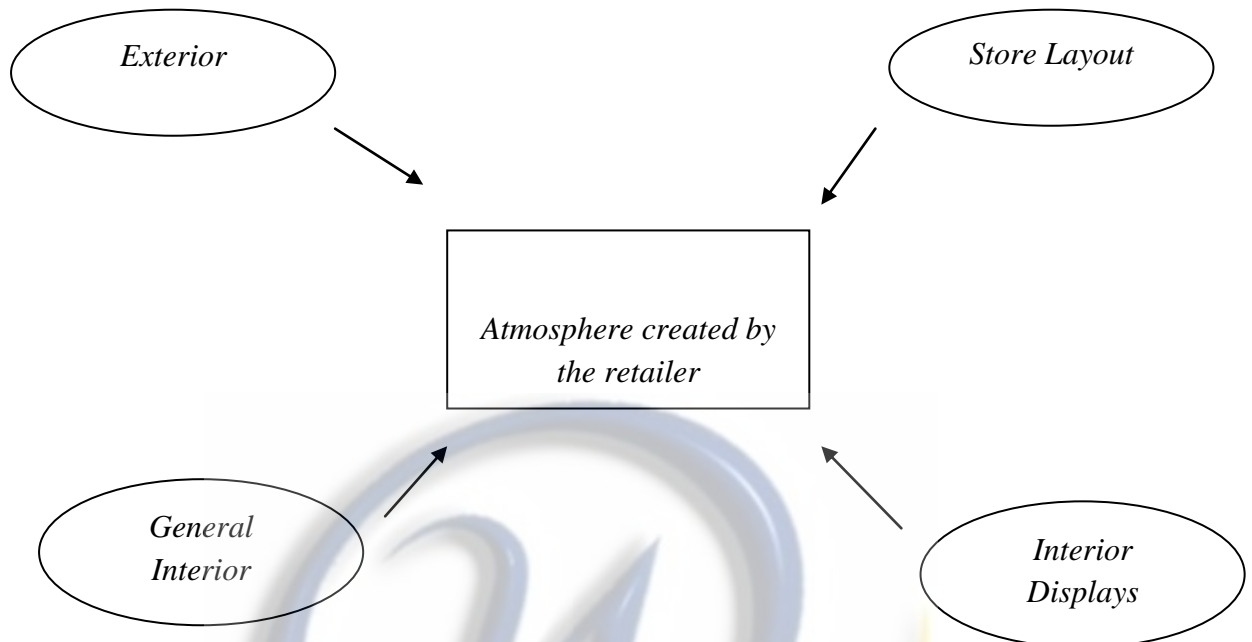 Exterior
Store Layout
Atmosphere created by
the retailer
General
Interior
Interior
Displays